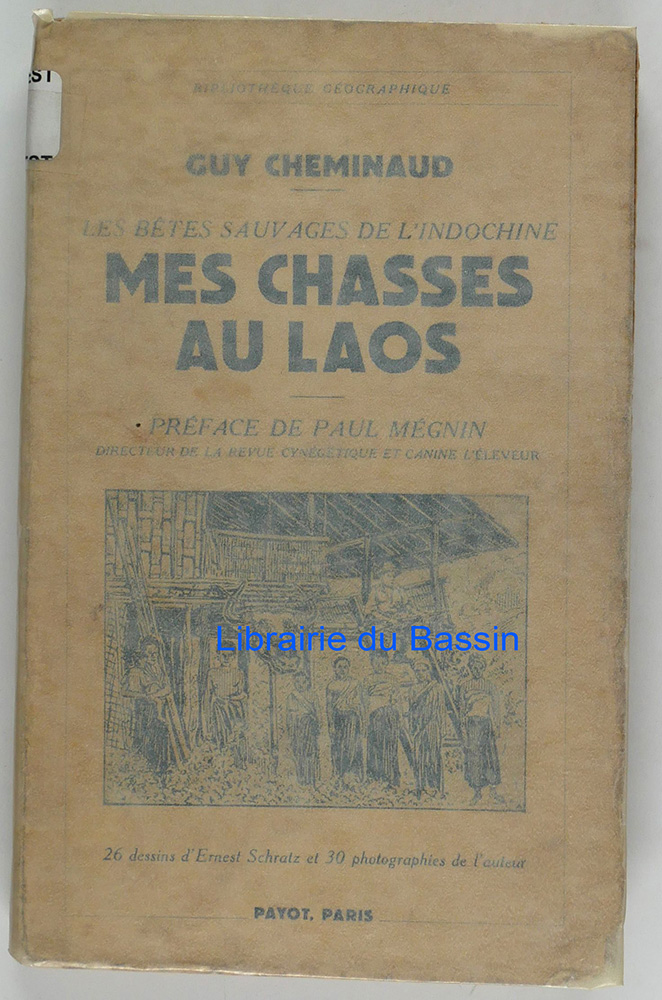 BIBLIOTHÈQUE GÉOGRAPHIQUE
GUY CHEMINAUD
LES BÊTES SAUVAGES DE L'INDOCHINE
MES CHASSES
AU LAOS
PRÉFACE DE PAUL MÉGNIN
DIRECTEUR DE LA REVUE CYNÉGÉTIQUE ET CANINE L'ÉLEVEUR
Librairie du Bassin
26 dessins d'Ernest Schratz et 30 photographies de l'auteur
PAYOT, PARIS